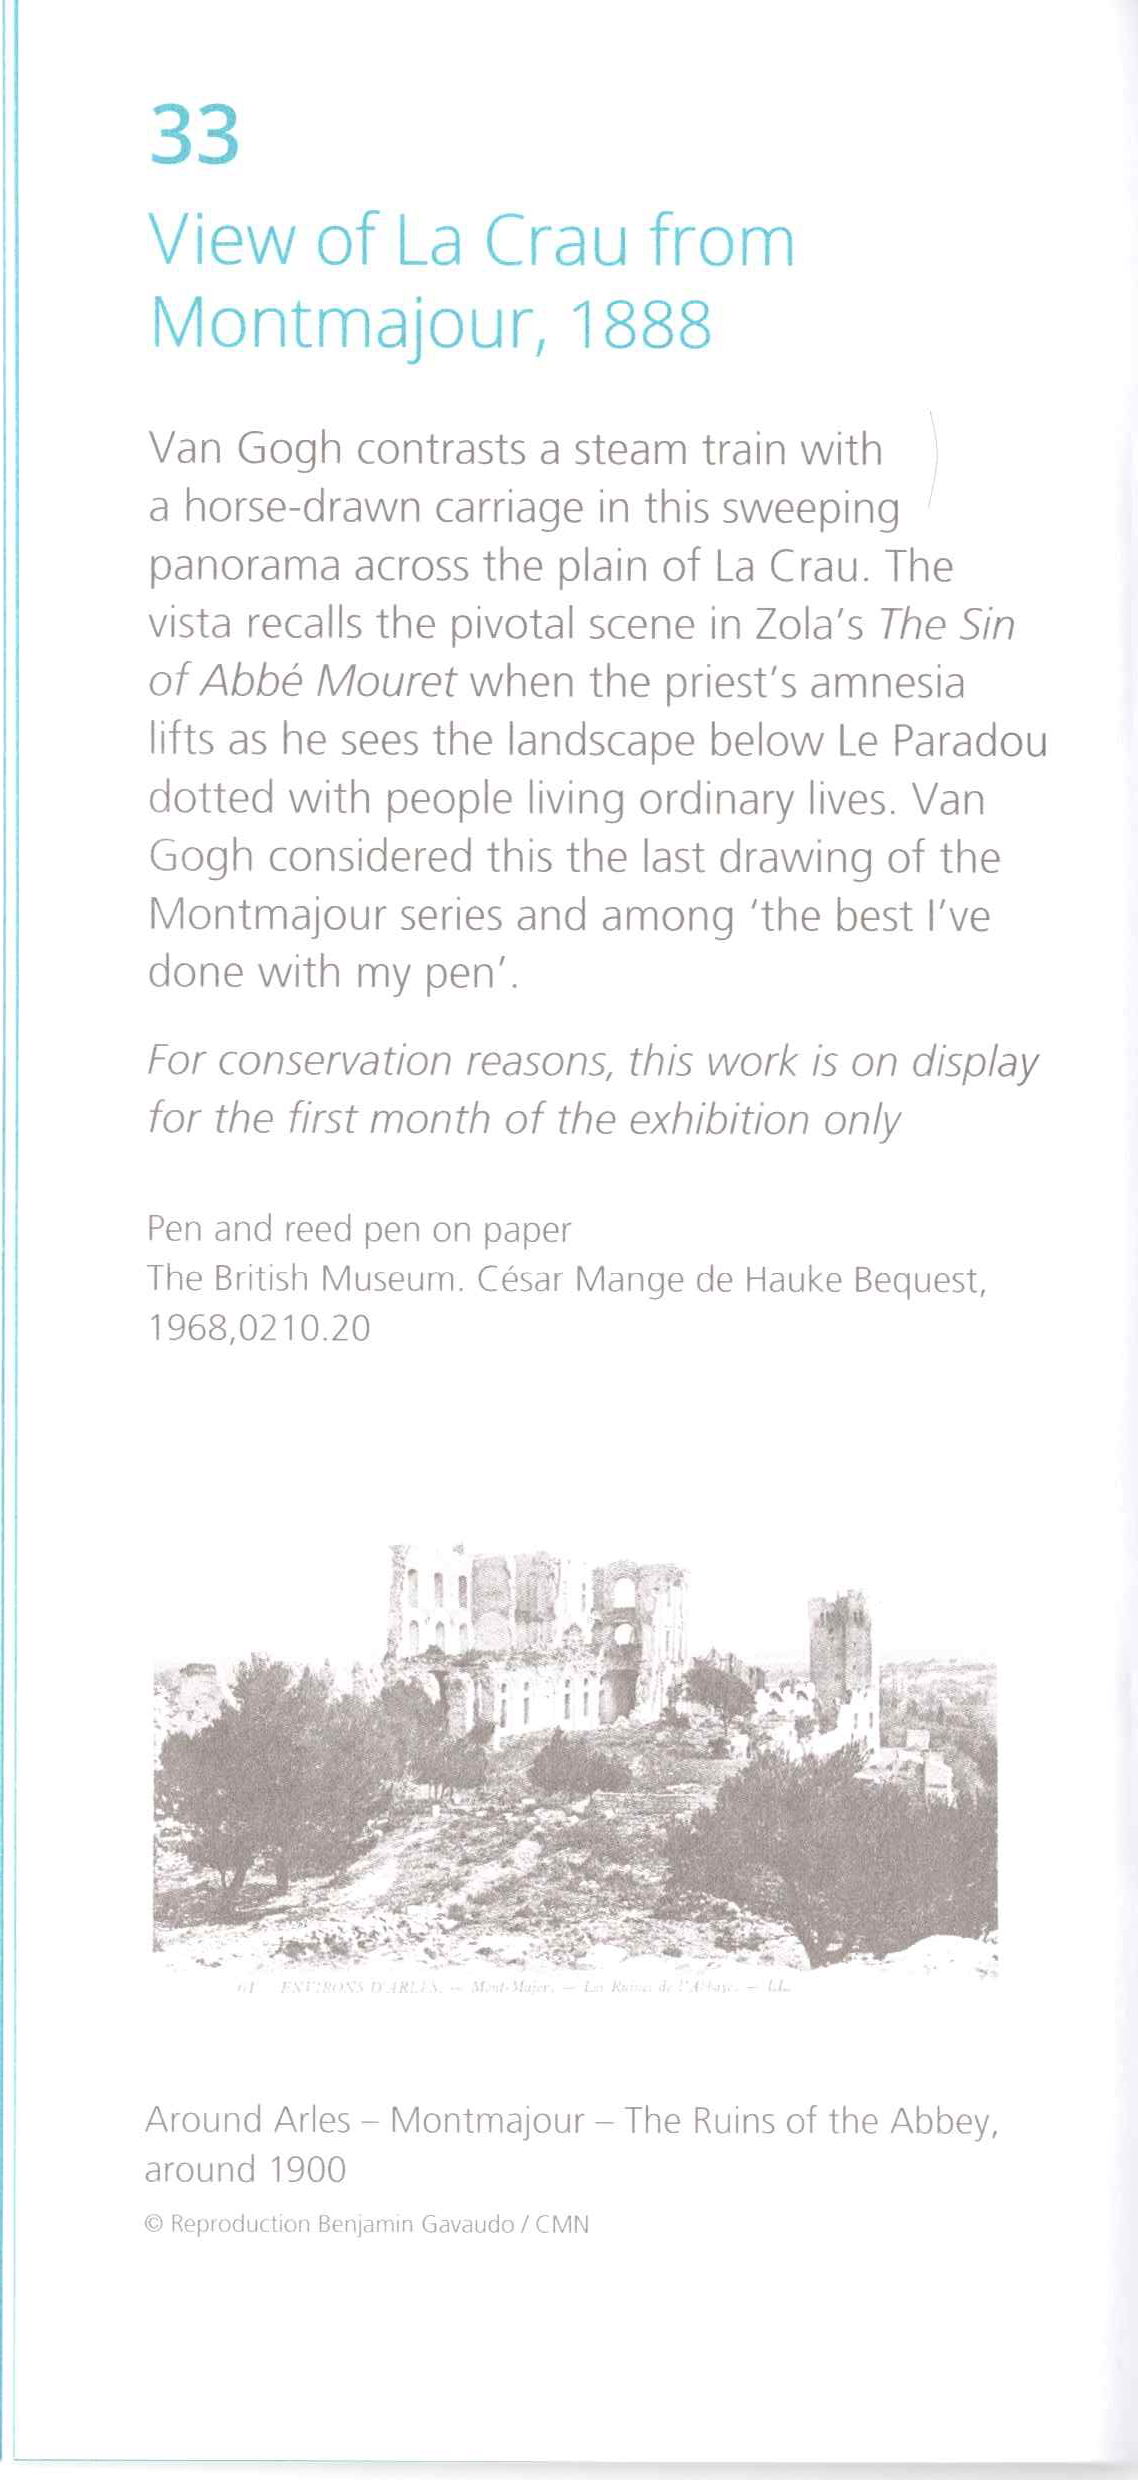 33
View of La Crau from
Montmajour, 1888
Van Gogh contrasts a steam train with
a horse-drawn carriage in this sweeping
panorama across the plain of La Crau. The
vista recalls the pivotal scene in Zola’s The Sin
of Abbé Mouret when the priest’s amnesia
lifts as he sees the landscape below Le Paradou
dotted with people living ordinary lives. Van
Gogh considered this the last drawing of the
Montmajour series and among ‘the best I’ve
done with my pen’.
For conservation reasons, this work is on display
for the first month of the exhibition only
Pen and reed pen on paper
The British Museum. César Mange de Hauke Bequest,
1968,0210.20
ENVIRONS D'ARLES. — Mont-Major. — Les Ruines de l'Abbaye. — LL.
Around Arles – Montmajour – The Ruins of the Abbey,
around 1900
© Reproduction Benjamin Gavaudo / CMN